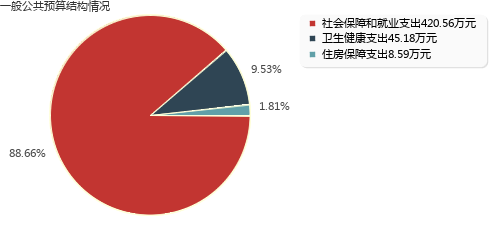 一般公共预算结构情况
社会保障和就业支出420.56万元
卫生健康支出45.18万元
住房保障支出8.59万元
9.53%
1.81%
88.66%